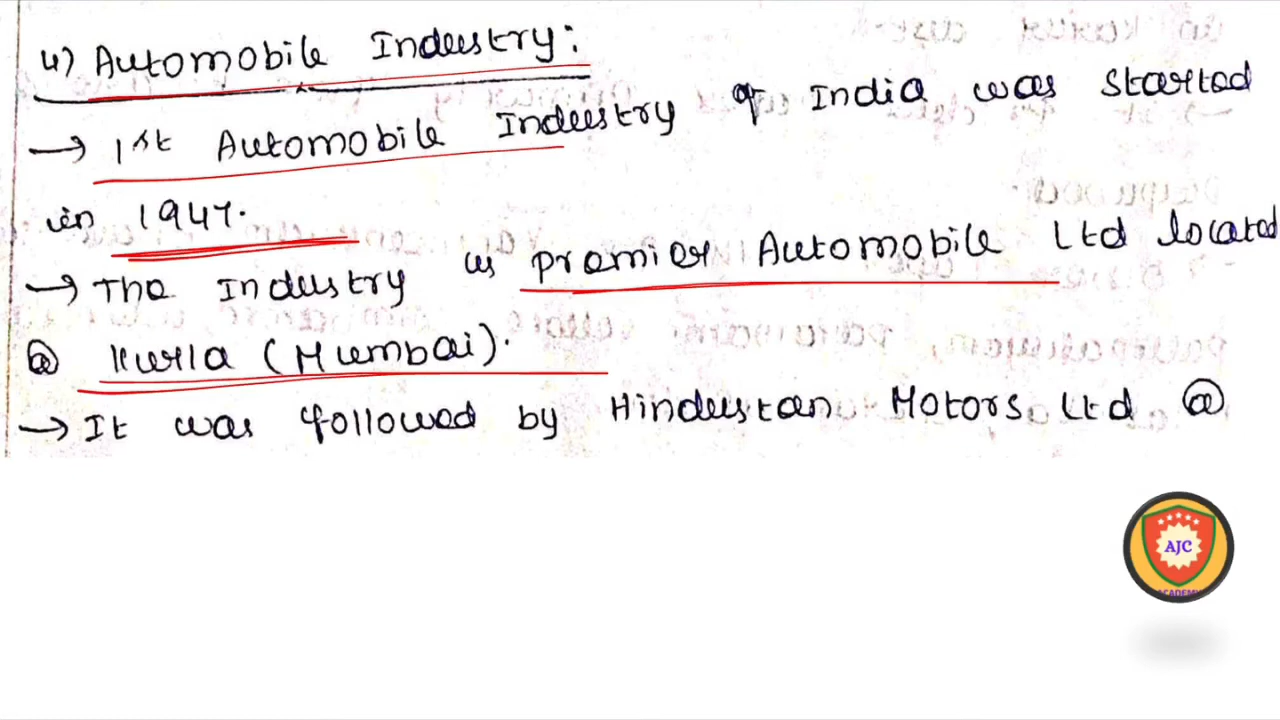 4) Automobile Industry:
→ 1st Automobile Industry of India was started
in 1947.
→ The Industry is premier Automobile Ltd located
@ Kurla (Mumbai).
→ It was followed by Hindustan Motors Ltd @
AJC
ACADEMY